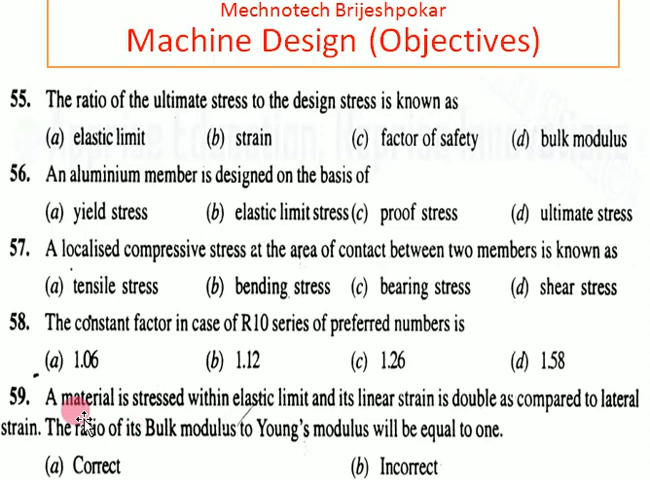 Mechnotech Brijeshpokar
Machine Design (Objectives)
55. The ratio of the ultimate stress to the design stress is known as
(a) elastic limit (b) strain (c) factor of safety (d) bulk modulus
56. An aluminium member is designed on the basis of
(a) yield stress (b) elastic limit stress (c) proof stress (d) ultimate stress
57. A localised compressive stress at the area of contact between two members is known as
(a) tensile stress (b) bending stress (c) bearing stress (d) shear stress
58. The constant factor in case of R10 series of preferred numbers is
(a) 1.06 (b) 1.12 (c) 1.26 (d) 1.58
59. A material is stressed within elastic limit and its linear strain is double as compared to lateral
strain. The ratio of its Bulk modulus to Young's modulus will be equal to one.
(a) Correct (b) Incorrect